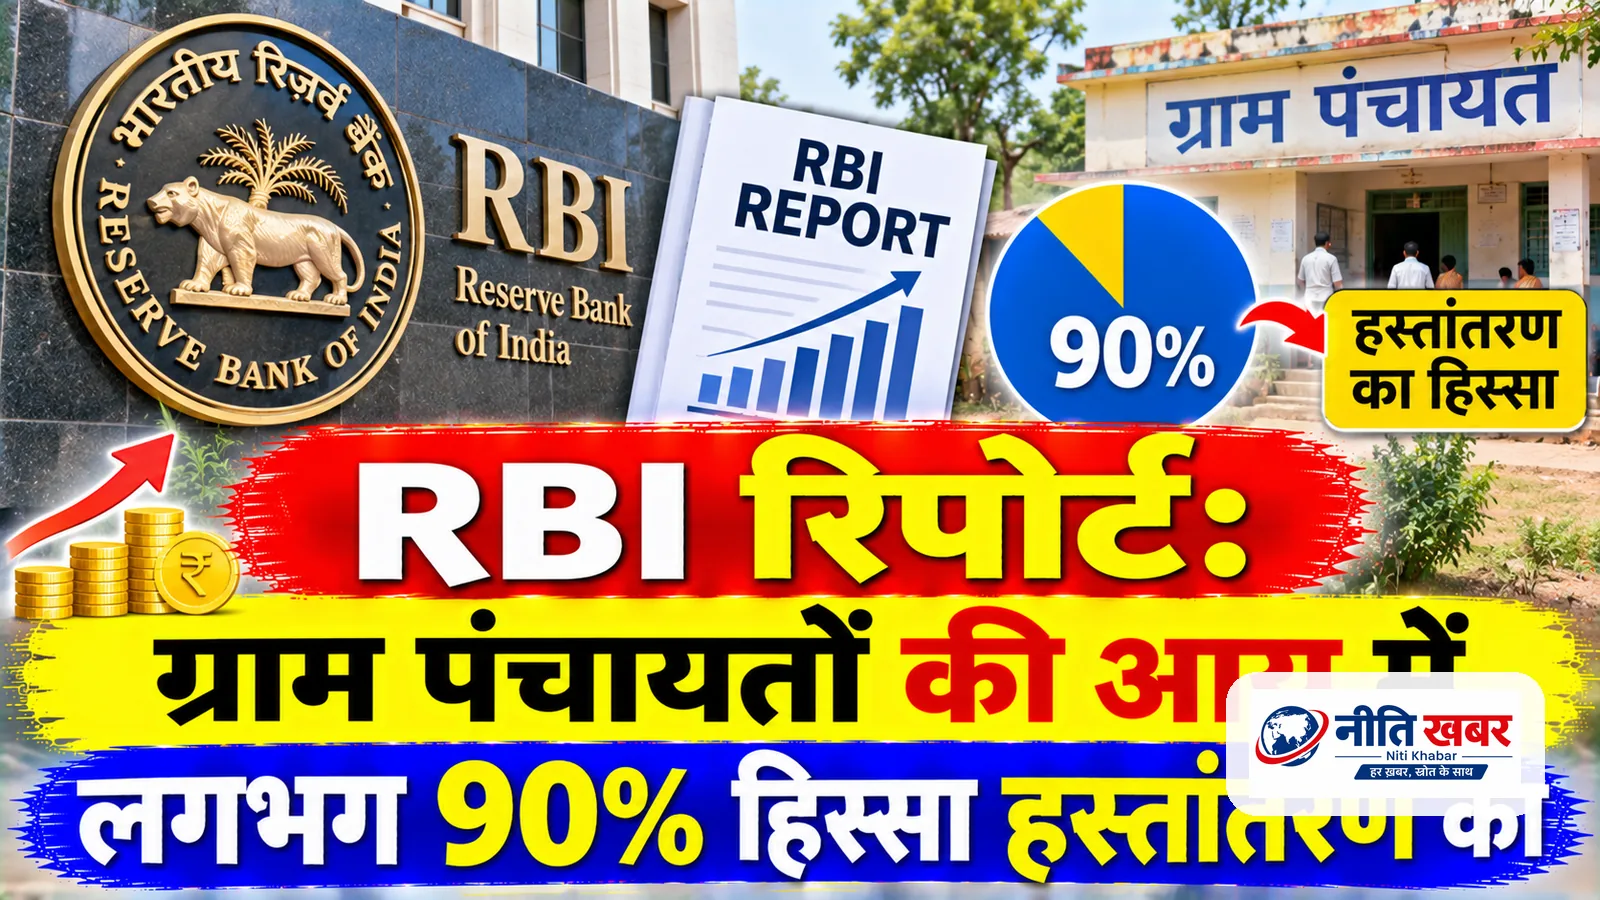 भारतीय रिज़र्व बैंक
RESERVE BANK OF INDIA
RBI
Reserve Bank
of India
RBI
REPORT
ग्राम पंचायत
90%
हस्तांतरण
का हिस्सा
RBI रिपोर्ट:
ग्राम पंचायतों की आय में
लगभग 90% हिस्सा हस्तांतरण का
नीति खबर
Niti Khabar
हर ख़बर, स्रोत के साथ